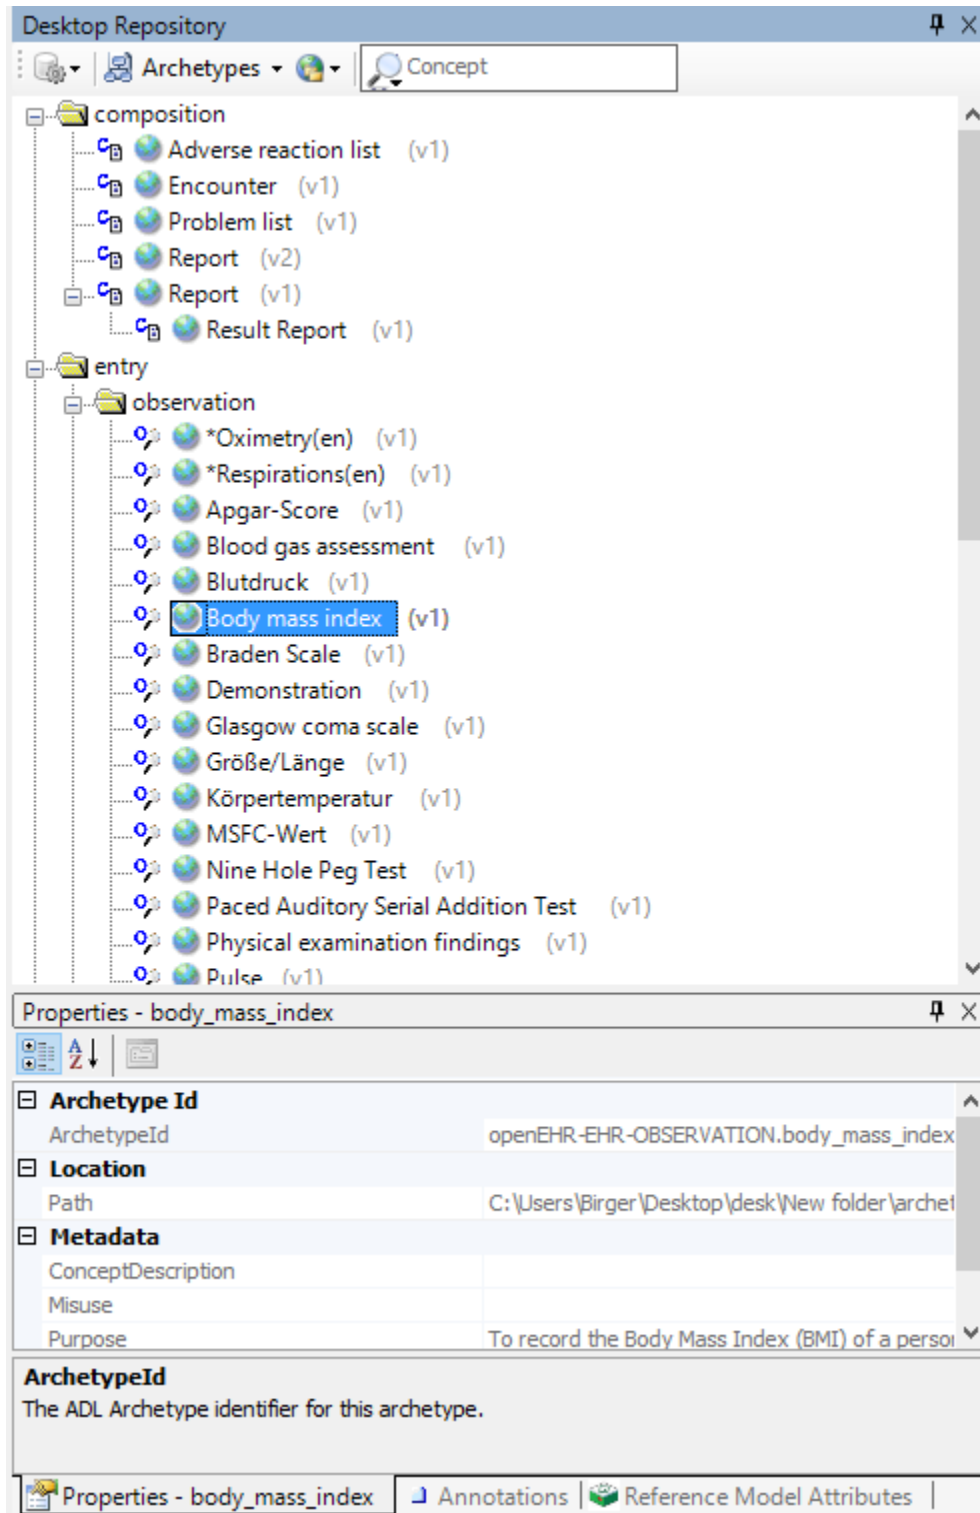 Desktop Repository
Archetypes
Concept
composition
Adverse reaction list (v1)
Encounter (v1)
Problem list (v1)
Report (v2)
Report (v1)
Result Report (v1)
entry
observation
*Oximetry(en) (v1)
*Respirations(en) (v1)
Apgar-Score (v1)
Blood gas assessment (v1)
Blutdruck (v1)
Body mass index (v1)
Braden Scale (v1)
Demonstration (v1)
Glasgow coma scale (v1)
Größe/Länge (v1)
Körpertemperatur (v1)
MSFC-Wert (v1)
Nine Hole Peg Test (v1)
Paced Auditory Serial Addition Test (v1)
Physical examination findings (v1)
Pulse (v1)
Properties - body_mass_index
Archetype Id
ArchetypeId openEHR-EHR-OBSERVATION.body_mass_index
Location
Path C:\Users\Birger\Desktop\desk\New folder\archet
Metadata
ConceptDescription
Misuse
Purpose To record the Body Mass Index (BMI) of a person
ArchetypeId
The ADL Archetype identifier for this archetype.
Properties - body_mass_index Annotations Reference Model Attributes